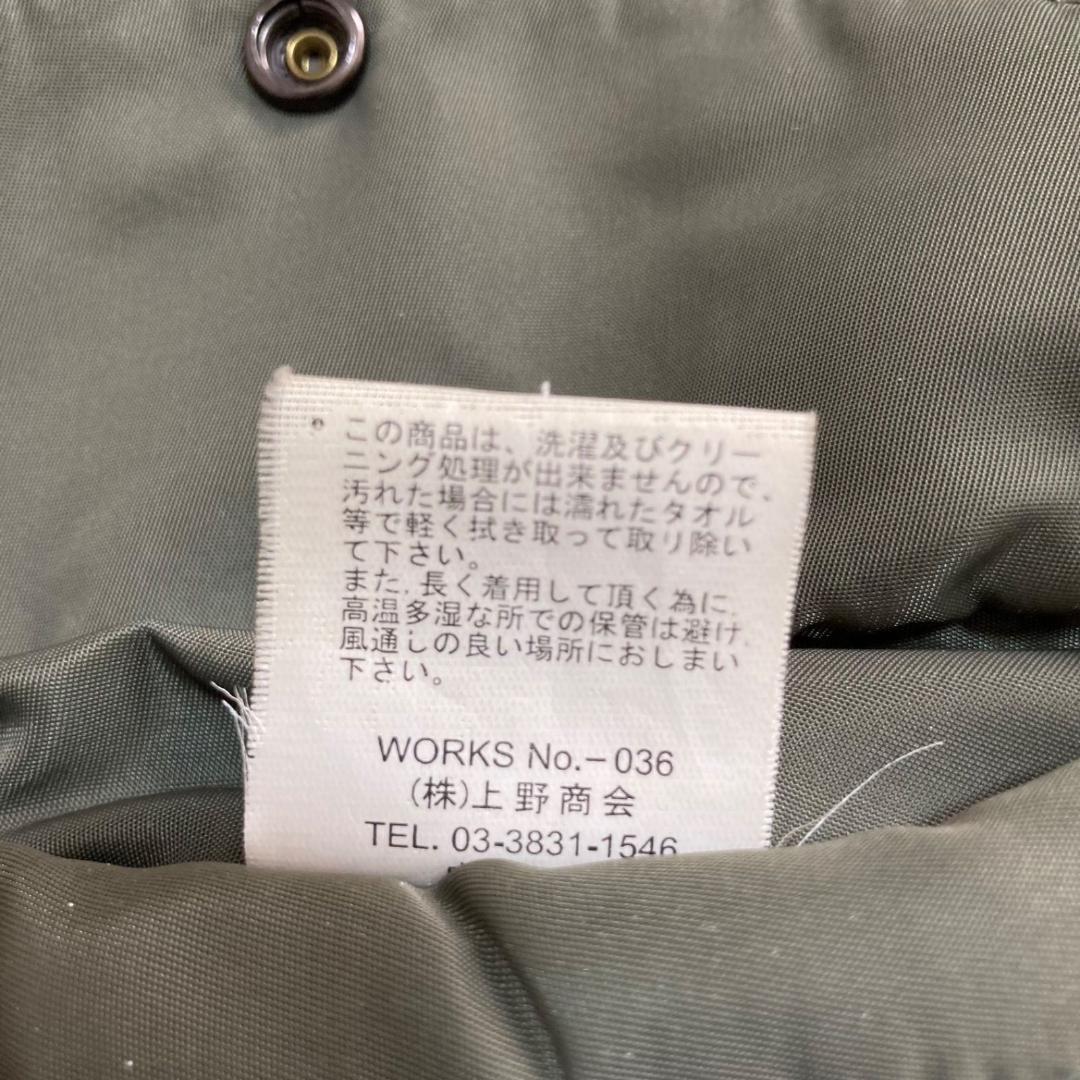 この商品は、洗濯及びクリー
ニング処理が出来ませんので、
汚れた場合には濡れたタオル
等で軽く拭き取って取り除い
て下さい。
また,長く着用して頂く為に,
高温多湿な所での保管は避け,
風通しの良い場所におしまい
下さい。
WORKS No.-036
(株)上野商会
TEL. 03-3831-1546